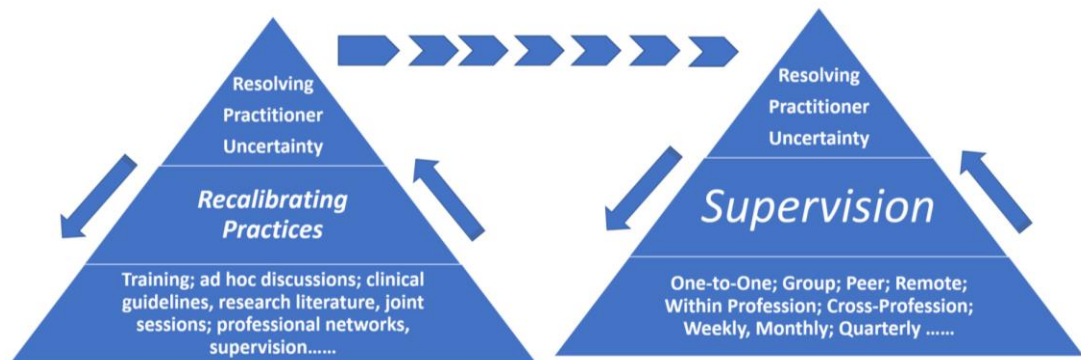 Resolving
Practitioner
Uncertainty
Recalibrating
Practices
Training; ad hoc discussions; clinical
guidelines, research literature, joint
sessions; professional networks,
supervision......
Resolving
Practitioner
Uncertainty
Supervision
One-to-One; Group; Peer; Remote;
Within Profession; Cross-Profession;
Weekly, Monthly; Quarterly ......